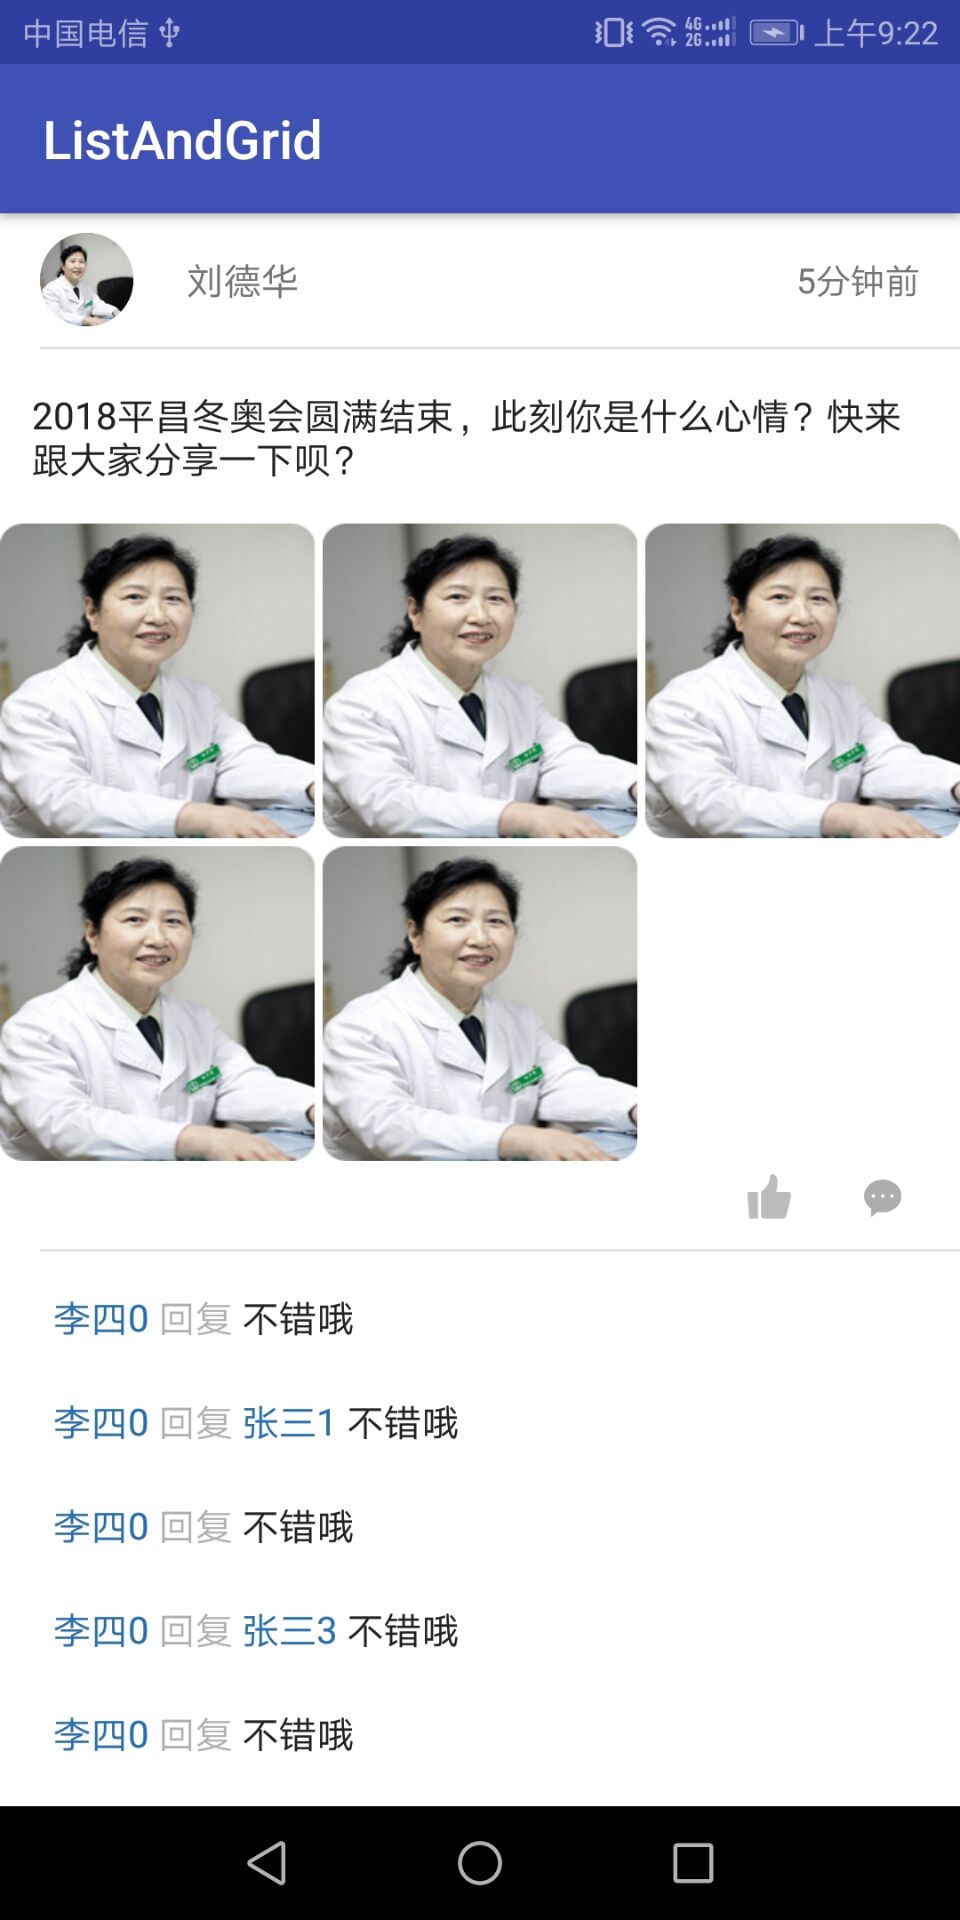 中国电信 4G 2G 上午9:22
ListAndGrid
刘德华 5分钟前
2018平昌冬奥会圆满结束，此刻你是什么心情？快来
跟大家分享一下呗？
李四0 回复 不错哦
李四0 回复 张三1 不错哦
李四0 回复 不错哦
李四0 回复 张三3 不错哦
李四0 回复 不错哦